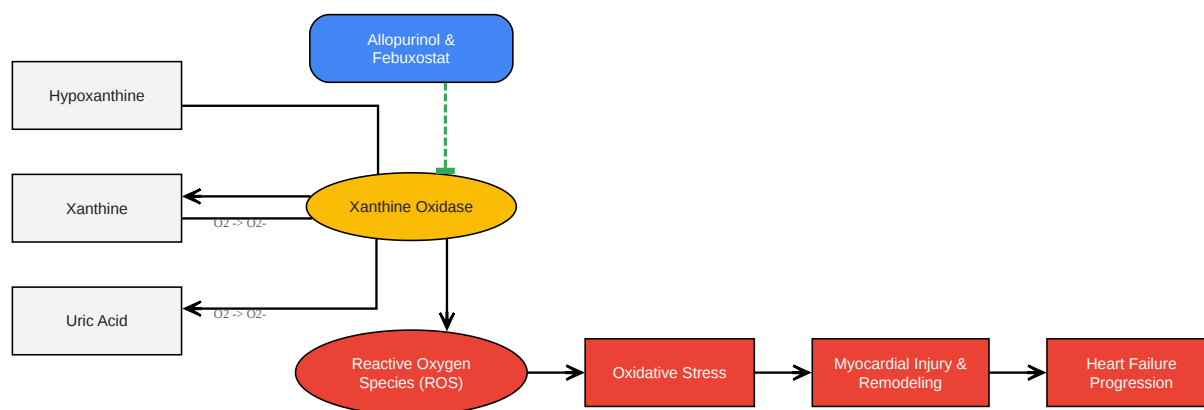 Allopurinol &
Febuxostat
Hypoxanthine
Xanthine
Xanthine Oxidase
O2 -> O2-
Uric Acid
O2 -> O2-
Reactive Oxygen
Species (ROS)
Oxidative Stress
Myocardial Injury &
Remodeling
Heart Failure
Progression